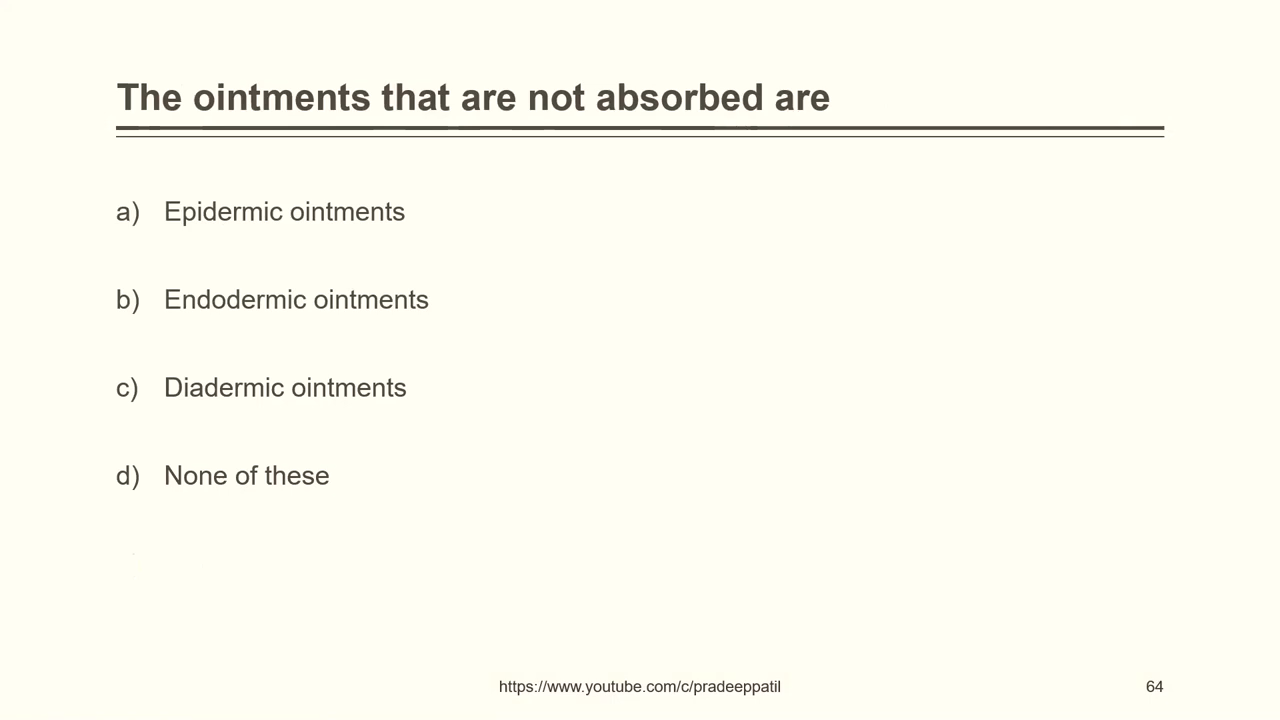 The ointments that are not absorbed are
a) Epidermic ointments
b) Endodermic ointments
c) Diadermic ointments
d) None of these
https://www.youtube.com/c/pradeeppatil
64